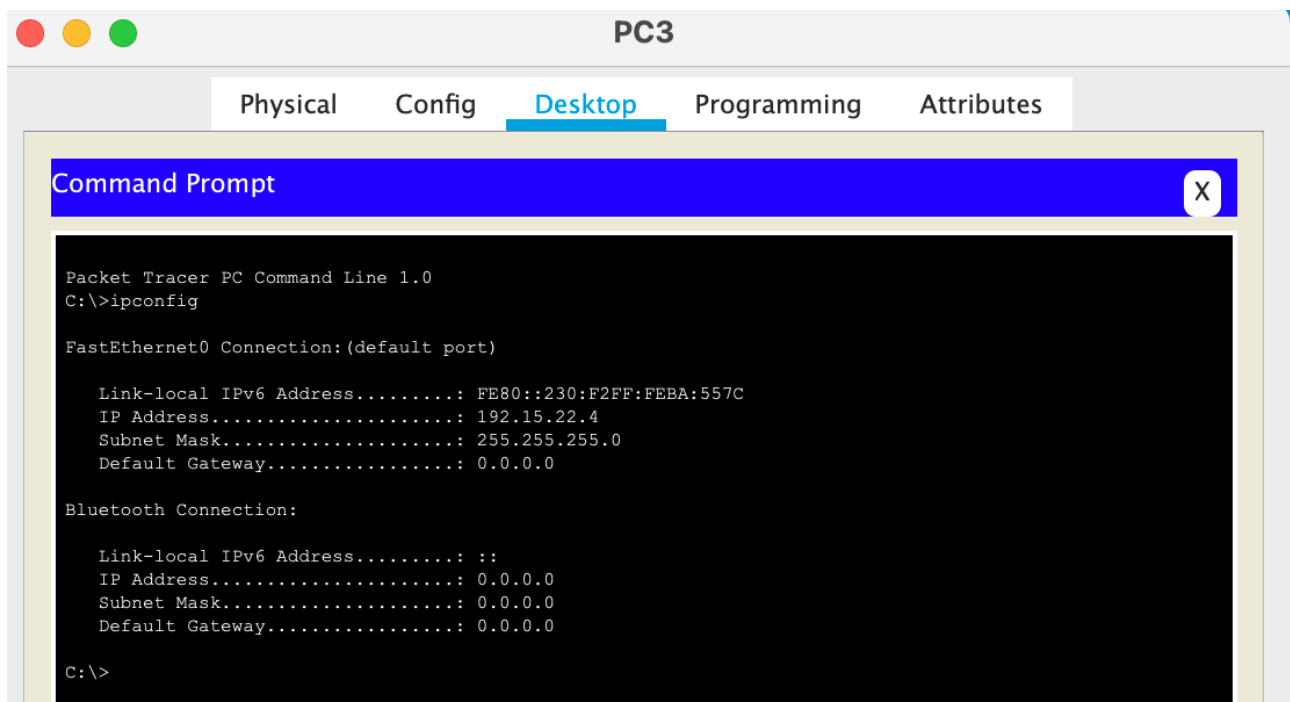 PC3
Physical Config Desktop Programming Attributes
Command Prompt
X
Packet Tracer PC Command Line 1.0
C:\>ipconfig
FastEthernet0 Connection:(default port)
Link-local IPv6 Address.........: FE80::230:F2FF:FEBA:557C
IP Address......................: 192.15.22.4
Subnet Mask.....................: 255.255.255.0
Default Gateway.................: 0.0.0.0
Bluetooth Connection:
Link-local IPv6 Address.........: ::
IP Address......................: 0.0.0.0
Subnet Mask.....................: 0.0.0.0
Default Gateway.................: 0.0.0.0
C:\>